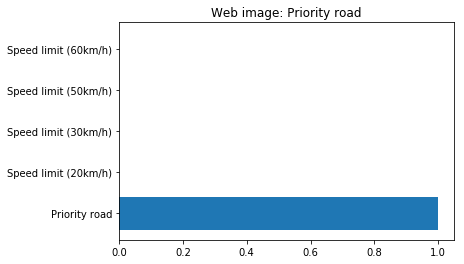 Web image: Priority road
Speed limit (60km/h)
Speed limit (50km/h)
Speed limit (30km/h)
Speed limit (20km/h)
Priority road
0.0 0.2 0.4 0.6 0.8 1.0